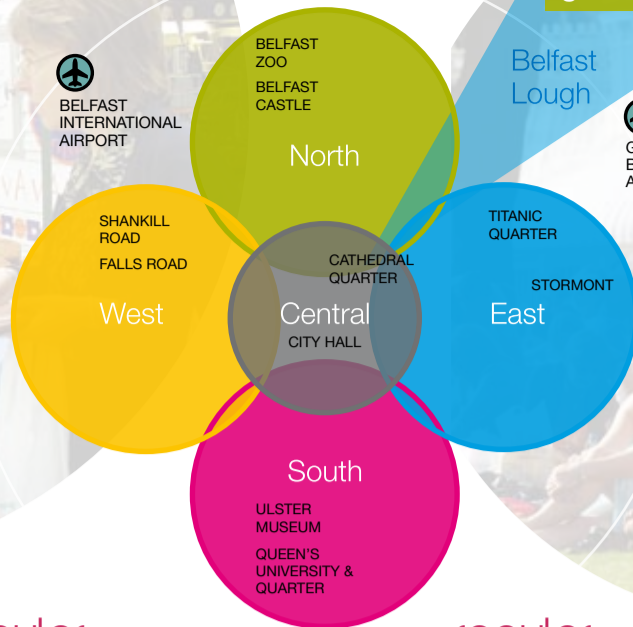 BELFAST
ZOO
BELFAST
CASTLE
North
Belfast
Lough
BELFAST
INTERNATIONAL
AIRPORT
SHANKILL
ROAD
FALLS ROAD
West
CATHEDRAL
QUARTER
Central
CITY HALL
TITANIC
QUARTER
STORMONT
East
South
ULSTER
MUSEUM
QUEEN'S
UNIVERSITY &
QUARTER